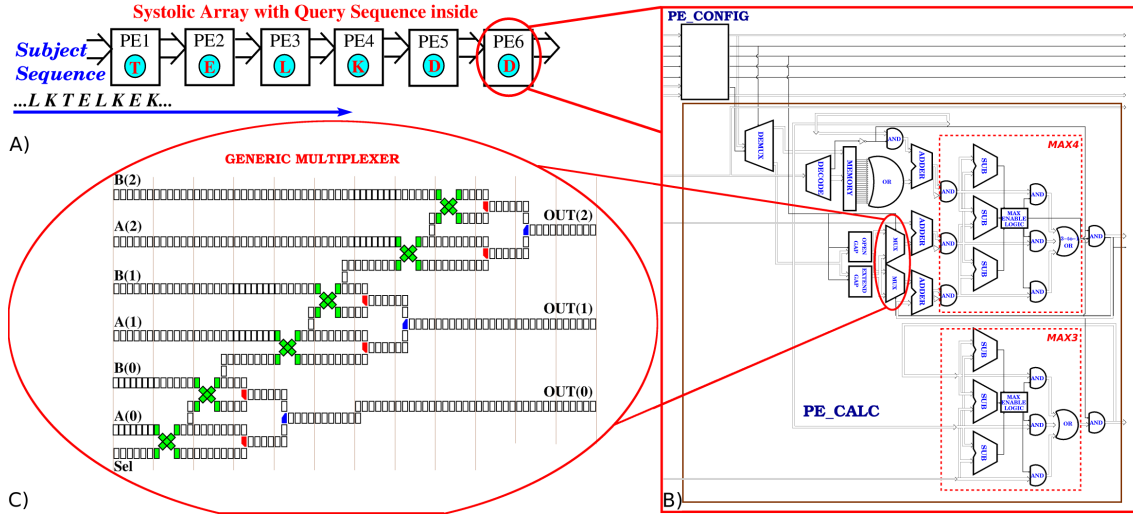 Systolic Array with Query Sequence inside
PE1 PE2 PE3 PE4 PE5 PE6
T E L K D D
Subject
Sequence
...L K T E L K E K...
A)
GENERIC MULTIPLEXER
B(2)
OUT(2)
A(2)
B(1)
OUT(1)
A(1)
B(0)
OUT(0)
A(0)
Sel
C)
PE_CONFIG
DEMUX
DECODE
MEMORY
OR
AND
ADDER
AND
MAX4
SUB
SUB
SUB
MAX
ENABLE
LOGIC
AND
AND
AND
3-to-
OR
AND
OPEN
GAP
EXTEND
GAP
MUX
MUX
ADDER
AND
ADDER
AND
MAX3
SUB
SUB
SUB
MAX
ENABLE
LOGIC
AND
AND
AND
OR
AND
PE_CALC
B)